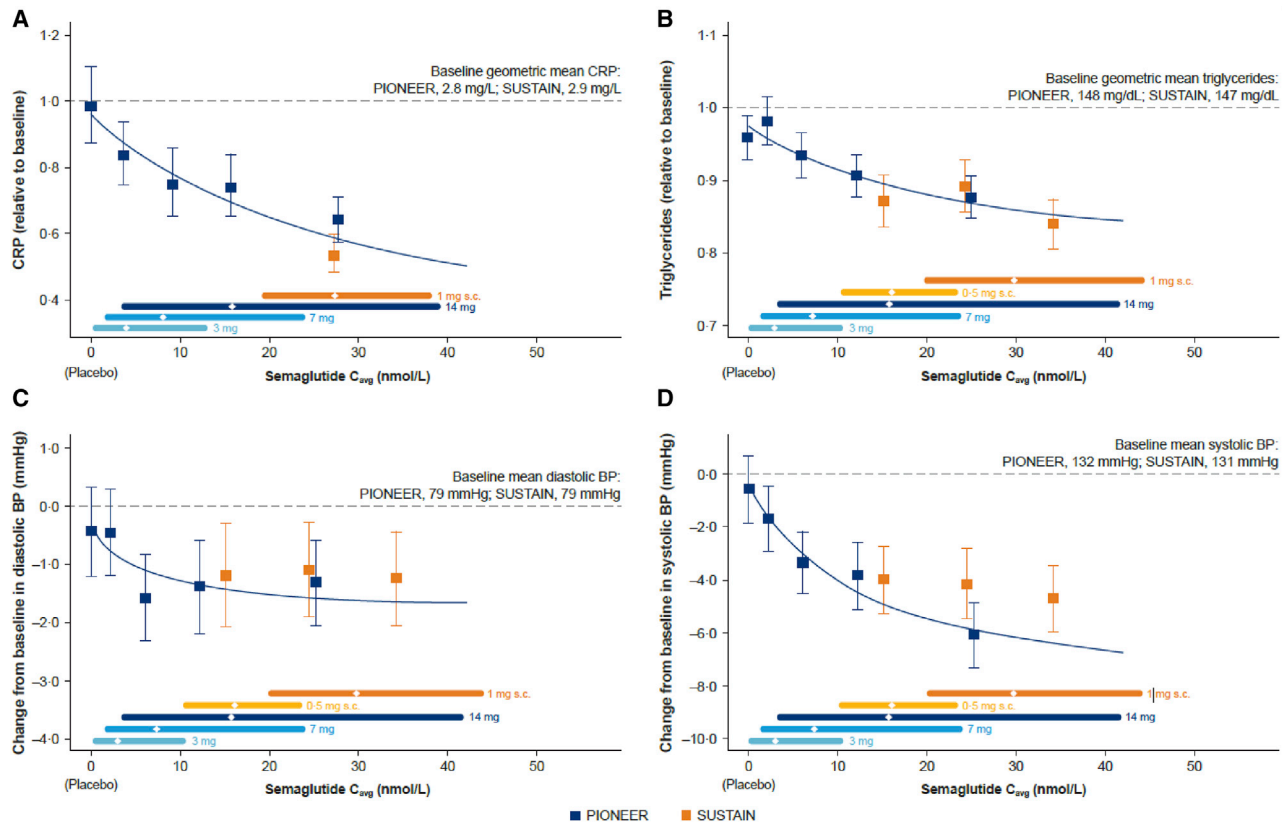 A
CRP (relative to baseline)
1·2
1·0
0·8
0·6
0·4
Baseline geometric mean CRP:
PIONEER, 2.8 mg/L; SUSTAIN, 2.9 mg/L
1 mg s.c.
14 mg
7 mg
3 mg
0 10 20 30 40 50
(Placebo)
Semaglutide Cavg (nmol/L)
B
Triglycerides (relative to baseline)
1.1
1.0
0.9
0.8
0.7
Baseline geometric mean triglycerides:
PIONEER, 148 mg/dL; SUSTAIN, 147 mg/dL
1 mg s.c.
0·5 mg s.c.
14 mg
7 mg
3 mg
0 10 20 30 40 50
(Placebo)
Semaglutide Cavg (nmol/L)
C
Change from baseline in diastolic BP (mmHg)
1·0
0·0
–1·0
–2·0
–3·0
–4·0
Baseline mean diastolic BP:
PIONEER, 79 mmHg; SUSTAIN, 79 mmHg
1 mg s.c.
0·5 mg s.c.
14 mg
7 mg
3 mg
0 10 20 30 40 50
(Placebo)
Semaglutide Cavg (nmol/L)
D
Change from baseline in systolic BP (mmHg)
0·0
–2·0
–4·0
–6·0
–8·0
–10·0
Baseline mean systolic BP:
PIONEER, 132 mmHg; SUSTAIN, 131 mmHg
1 mg s.c.
0·5 mg s.c.
14 mg
7 mg
3 mg
0 10 20 30 40 50
(Placebo)
Semaglutide Cavg (nmol/L)
PIONEER SUSTAIN